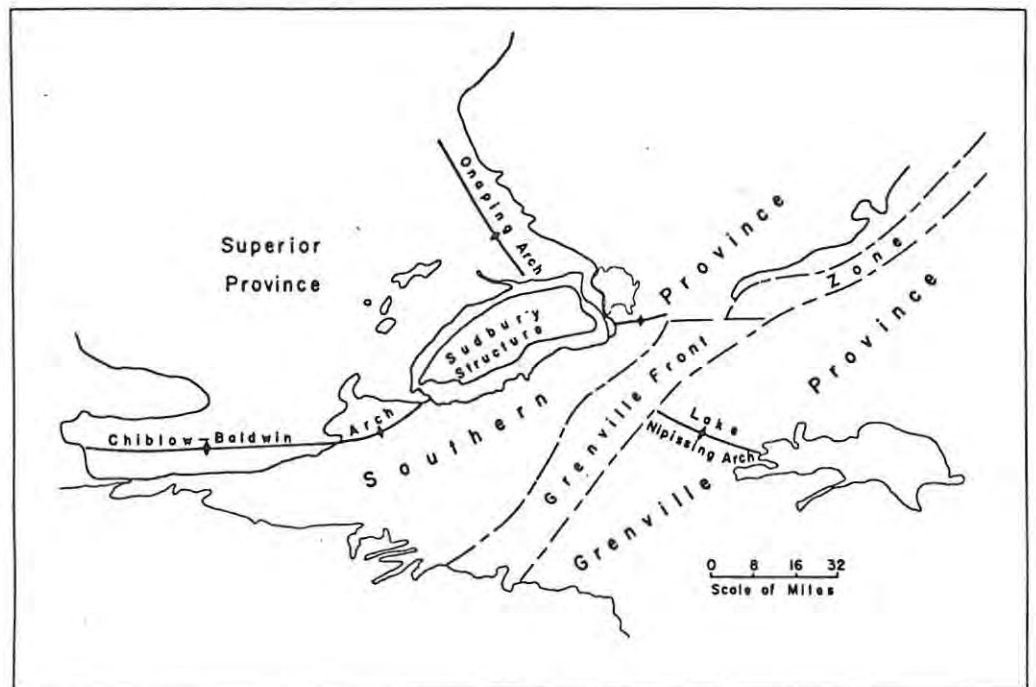 Onaping Arch
Superior
Province
Southern Province
Sudbury
Structure
Chiblow-Baldwin Arch
Grenville Front Zone
Lake
Nipissing Arch
Grenville Province
0 8 16 32
Scale of Miles